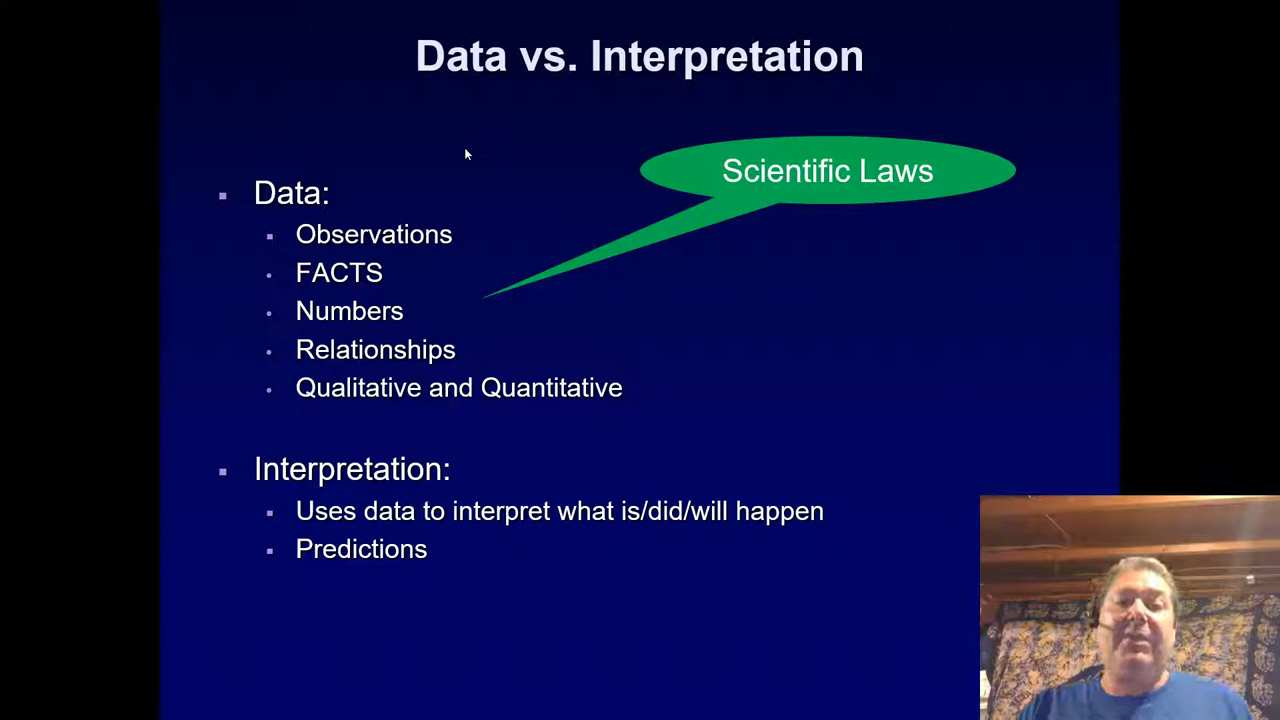 Data vs. Interpretation
Scientific Laws
Data:
Observations
FACTS
Numbers
Relationships
Qualitative and Quantitative
Interpretation:
Uses data to interpret what is/did/will happen
Predictions